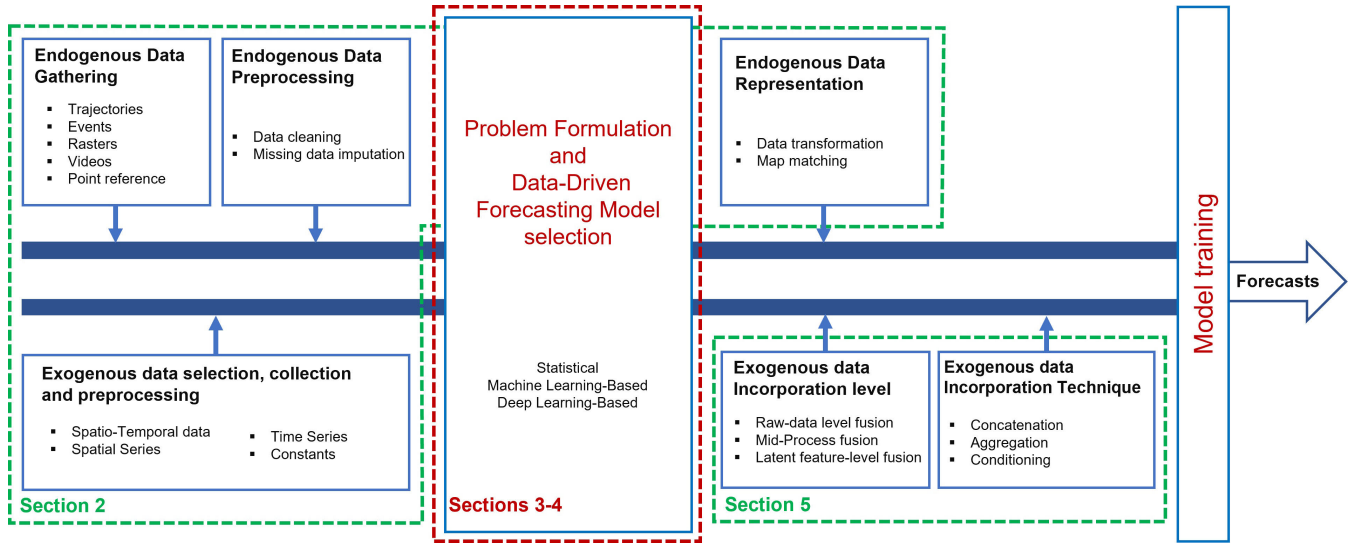 Endogenous Data
Gathering
▪ Trajectories
▪ Events
▪ Rasters
▪ Videos
▪ Point reference
Endogenous Data
Preprocessing
▪ Data cleaning
▪ Missing data imputation
Problem Formulation
and
Data-Driven
Forecasting Model
selection
Statistical
Machine Learning-Based
Deep Learning-Based
Sections 3-4
Endogenous Data
Representation
▪ Data transformation
▪ Map matching
Exogenous data selection, collection
and preprocessing
▪ Spatio-Temporal data
▪ Spatial Series
▪ Time Series
▪ Constants
Section 2
Exogenous data
Incorporation level
▪ Raw-data level fusion
▪ Mid-Process fusion
▪ Latent feature-level fusion
Exogenous data
Incorporation Technique
▪ Concatenation
▪ Aggregation
▪ Conditioning
Section 5
Model training
Forecasts